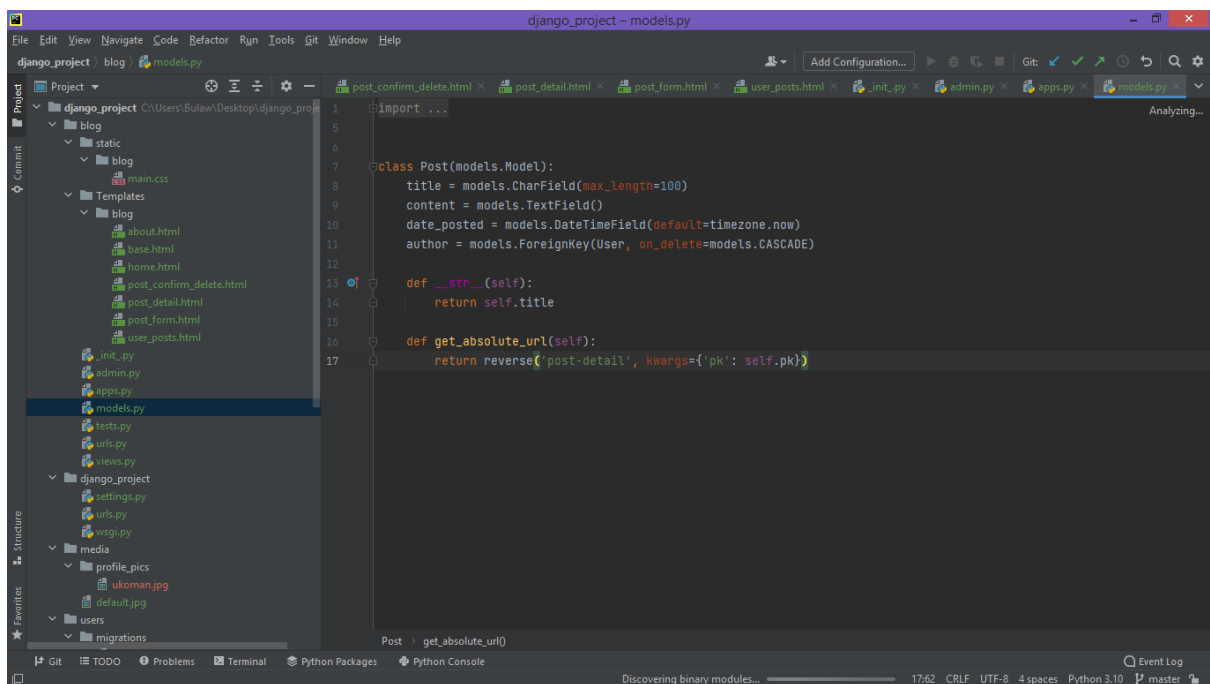 django_project – models.py
File Edit View Navigate Code Refactor Run Tools Git Window Help
django_project blog models.py
Add Configuration...
Git:
Project
post_confirm_delete.html
post_detail.html
post_form.html
user_posts.html
_init_.py
admin.py
apps.py
models.py
Project
Commit
Structure
Favorites
django_project C:\Users\Bulaw\Desktop\django_proje
blog
static
blog
main.css
Templates
blog
about.html
base.html
home.html
post_confirm_delete.html
post_detail.html
post_form.html
user_posts.html
_init_.py
admin.py
apps.py
models.py
tests.py
urls.py
views.py
django_project
settings.py
urls.py
wsgi.py
media
profile_pics
ukoman.jpg
default.jpg
users
migrations
Analyzing...
1 import ...
5
6
7 class Post(models.Model):
8 title = models.CharField(max_length=100)
9 content = models.TextField()
10 date_posted = models.DateTimeField(default=timezone.now)
11 author = models.ForeignKey(User, on_delete=models.CASCADE)
12
13 def __str__(self):
14 return self.title
15
16 def get_absolute_url(self):
17 return reverse('post-detail', kwargs={'pk': self.pk})
Post get_absolute_url()
Git TODO Problems Terminal Python Packages Python Console Event Log
Discovering binary modules... 17:62 CRLF UTF-8 4 spaces Python 3.10 master